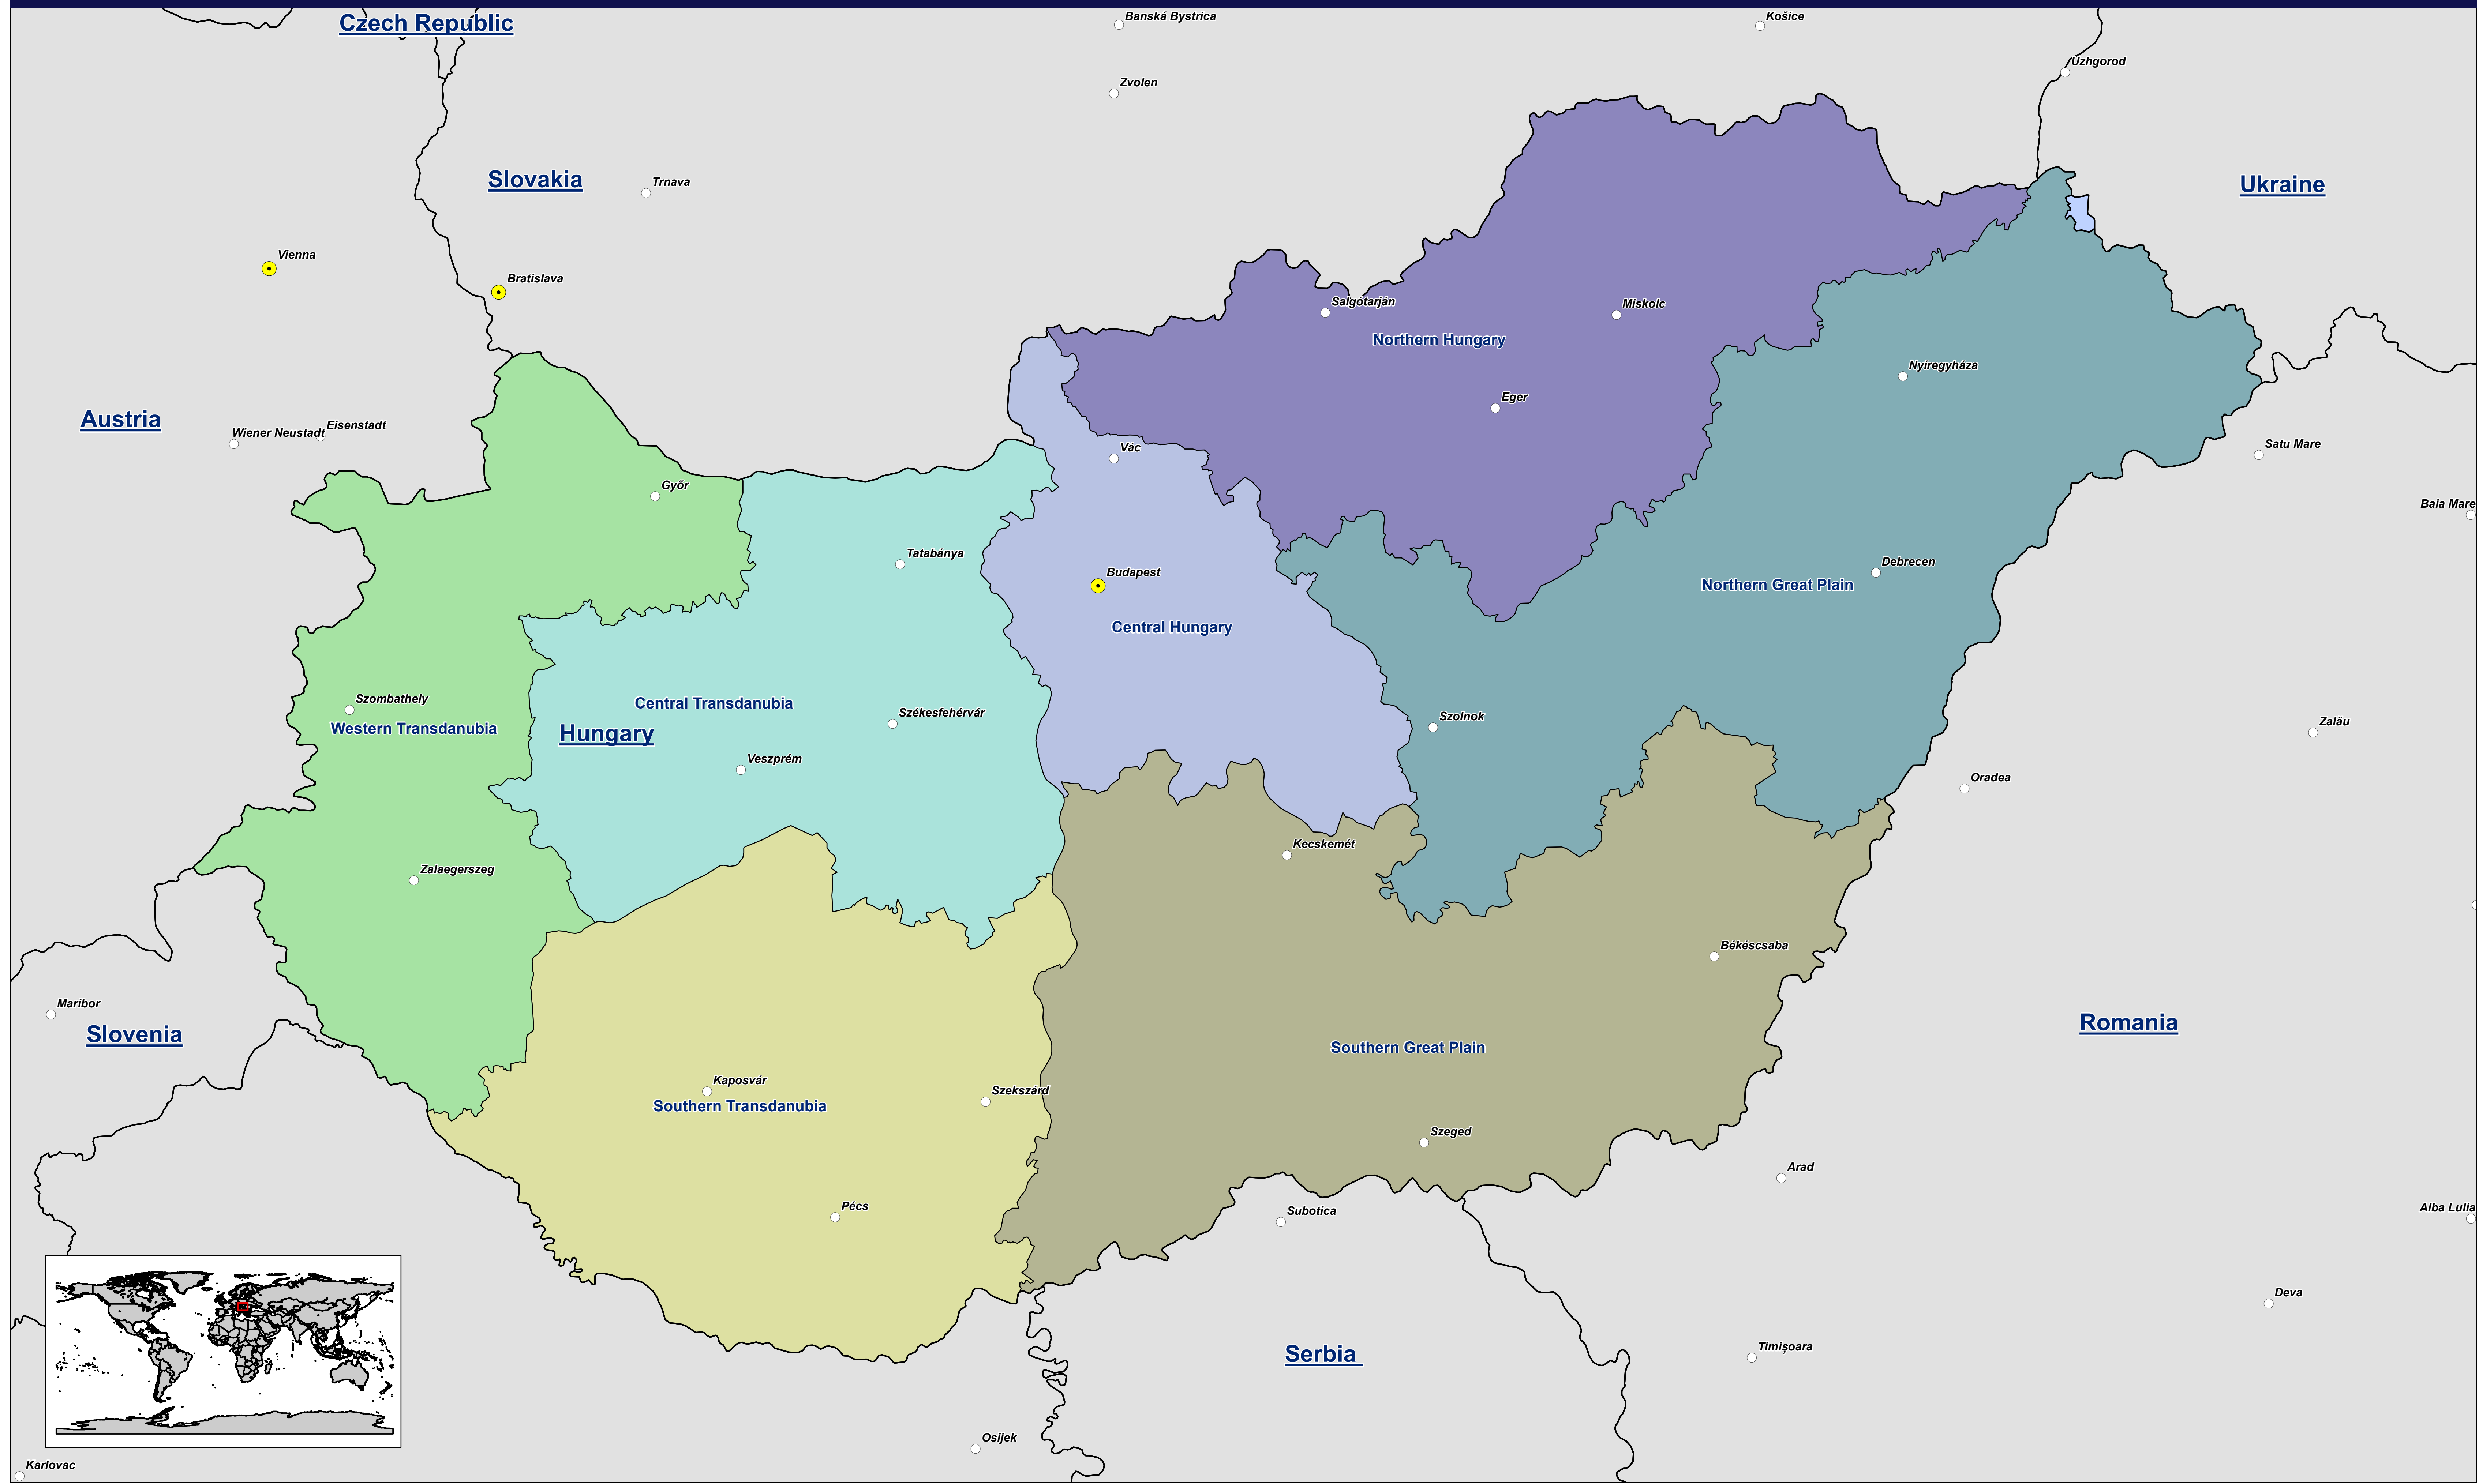 Czech Republic
Banská Bystrica
Košice
Uzhgorod
Zvolen
Slovakia
Trnava
Ukraine
Vienna
Bratislava
Salgótarján
Miskolc
Northern Hungary
Nyíregyháza
Eger
Austria
Wiener Neustadt
Eisenstadt
Vác
Satu Mare
Győr
Baia Mare
Tatabánya
Budapest
Debrecen
Northern Great Plain
Central Hungary
Szombathely
Western Transdanubia
Central Transdanubia
Székesfehérvár
Szolnok
Zalău
Hungary
Veszprém
Oradea
Kecskemét
Zalaegerszeg
Békéscsaba
Maribor
Slovenia
Romania
Southern Great Plain
Kaposvár
Szekszárd
Southern Transdanubia
Szeged
Arad
Pécs
Subotica
Alba Lulia
Deva
Serbia
Timișoara
Osijek
Karlovac